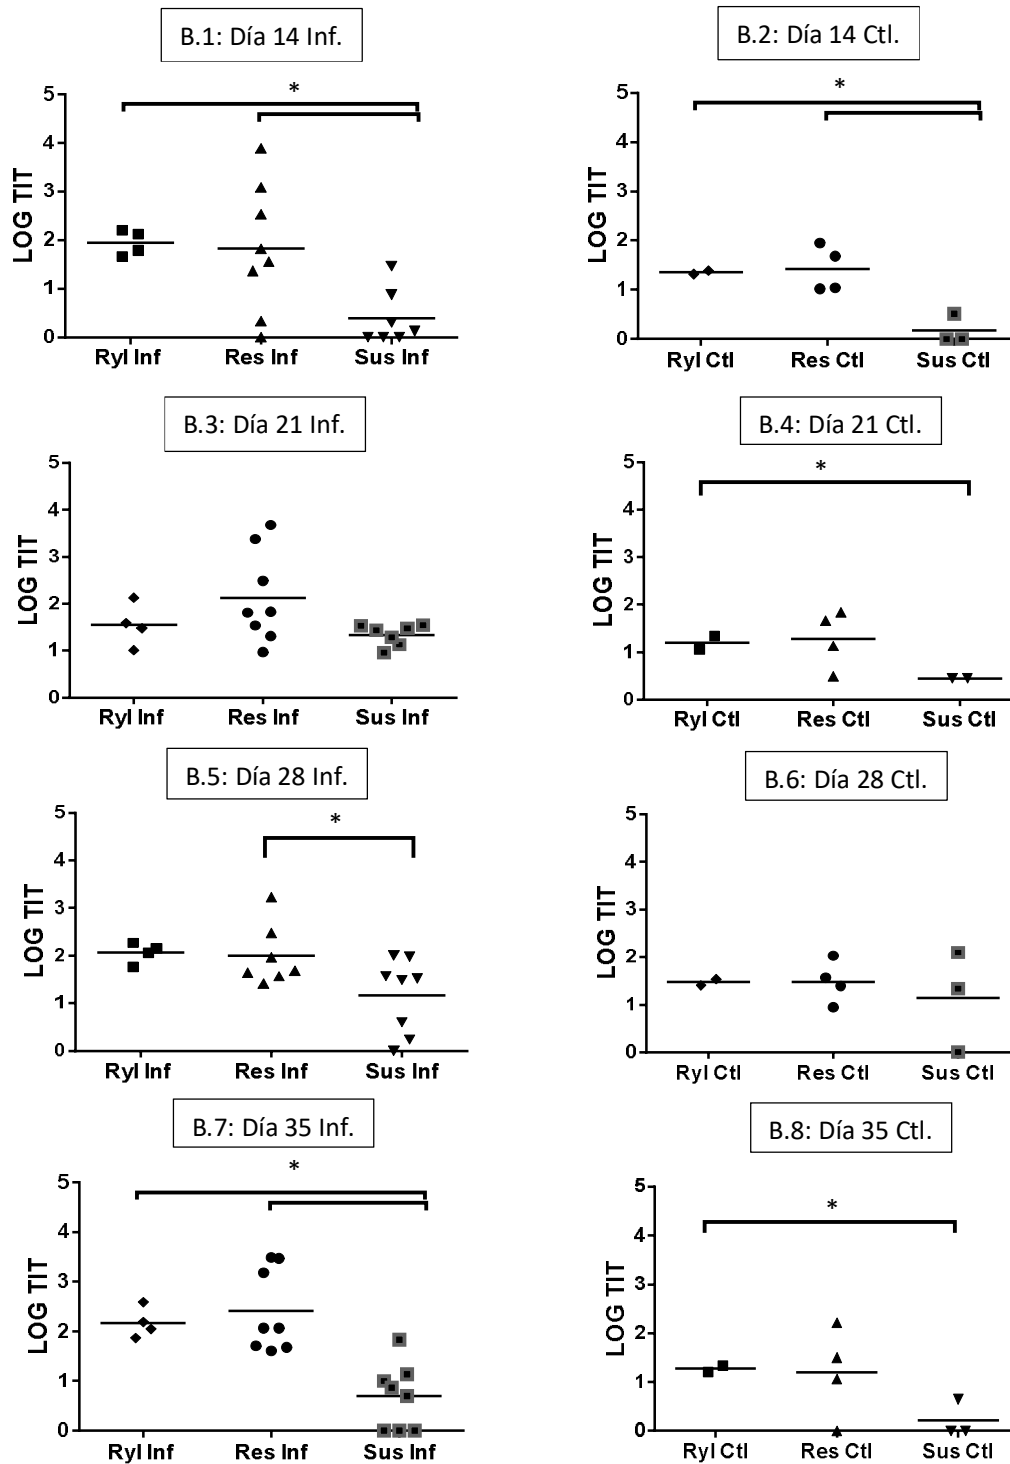 B.1: Día 14 Inf.
*
5
4
3
2
1
0
LOG TIT
Ryl Inf Res Inf Sus Inf
B.2: Día 14 Ctl.
*
5
4
3
2
1
0
LOG TIT
Ryl Ctl Res Ctl Sus Ctl
B.3: Día 21 Inf.
5
4
3
2
1
0
LOG TIT
Ryl Inf Res Inf Sus Inf
B.4: Día 21 Ctl.
*
5
4
3
2
1
0
LOG TIT
Ryl Ctl Res Ctl Sus Ctl
B.5: Día 28 Inf.
*
5
4
3
2
1
0
LOG TIT
Ryl Inf Res Inf Sus Inf
B.6: Día 28 Ctl.
5
4
3
2
1
0
LOG TIT
Ryl Ctl Res Ctl Sus Ctl
B.7: Día 35 Inf.
*
5
4
3
2
1
0
LOG TIT
Ryl Inf Res Inf Sus Inf
B.8: Día 35 Ctl.
*
5
4
3
2
1
0
LOG TIT
Ryl Ctl Res Ctl Sus Ctl